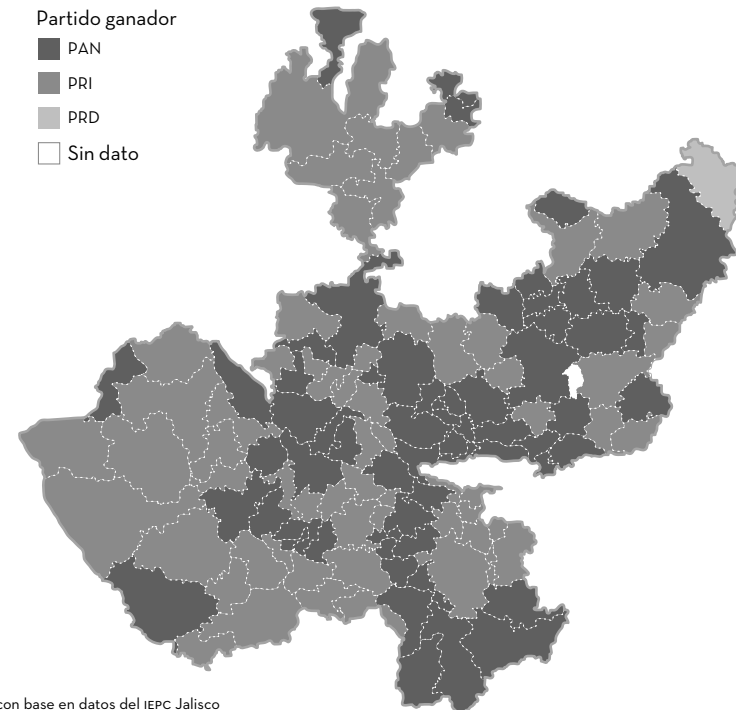 Partido ganador
PAN
PRI
PRD
Sin dato
con base en datos del IEPC Jalisco